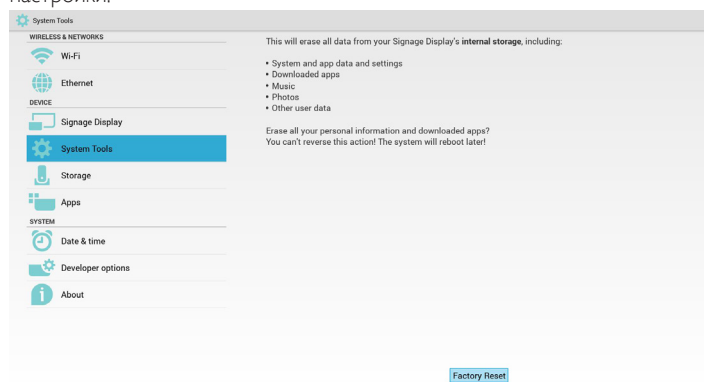 настройки.
System Tools
WIRELESS & NETWORKS
Wi-Fi
Ethernet
DEVICE
Signage Display
System Tools
Storage
Apps
SYSTEM
Date & time
Developer options
About
This will erase all data from your Signage Display's internal storage, including:
• System and app data and settings
• Downloaded apps
• Music
• Photos
• Other user data
Erase all your personal information and downloaded apps?
You can't reverse this action! The system will reboot later!
Factory Reset